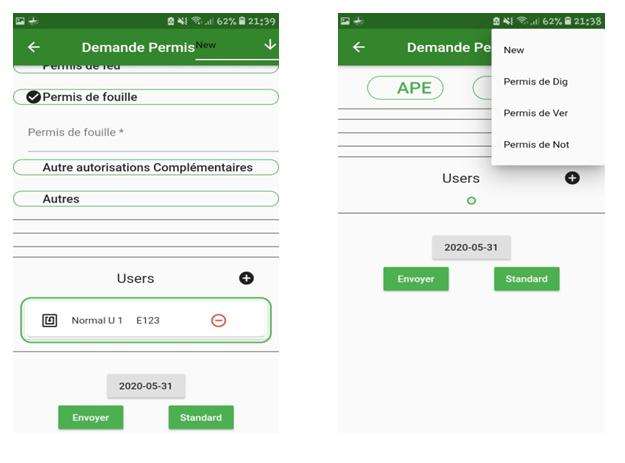 62% 21:39
Demande Permis New
Permis de feu
Permis de fouille
Permis de fouille *
Autre autorisations Complémentaires
Autres
Users
Normal U 1 E123
2020-05-31
Envoyer Standard
62% 21:38
Demande Pe
New
Permis de Dig
Permis de Ver
Permis de Not
APE
Users
2020-05-31
Envoyer Standard